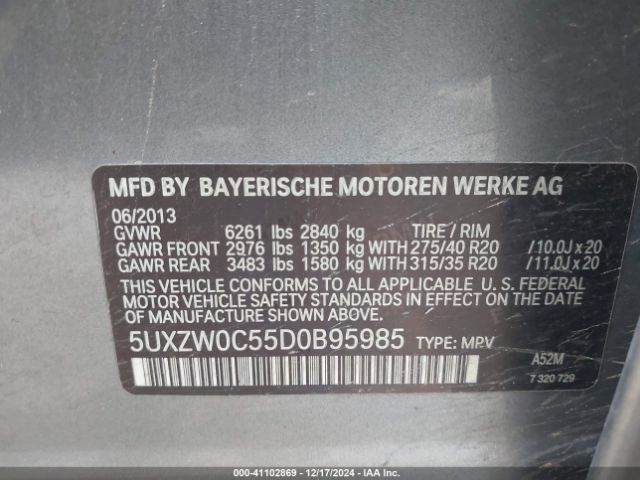 MFD BY BAYERISCHE MOTOREN WERKE AG
06/2013
GVWR 6261 lbs 2840 kg TIRE / RIM
GAWR FRONT 2976 lbs 1350 kg WITH 275/40 R20 /10.0J x 20
GAWR REAR 3483 lbs 1580 kg WITH 315/35 R20 /11.0J x 20
THIS VEHICLE CONFORMS TO ALL APPLICABLE U. S. FEDERAL
MOTOR VEHICLE SAFETY STANDARDS IN EFFECT ON THE DATE
OF MANUFACTURE SHOWN ABOVE.
5UXZW0C55D0B95985 TYPE: MPV
A52M
7 320 729
000-41102869 | 12/17/2024 - IAA Inc.